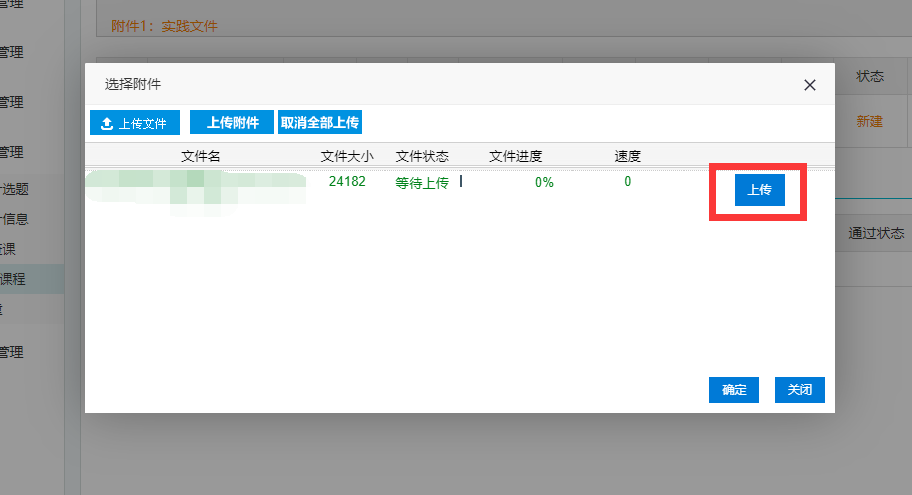 管理
附件1：实践文件
管理
选择附件
状态
管理
上传文件
上传附件
取消全部上传
新建
管理
文件名
文件大小
文件状态
文件进度
速度
24182
等待上传
0%
0
上传
选题
信息
通过状态
课
课程
管理
确定
关闭